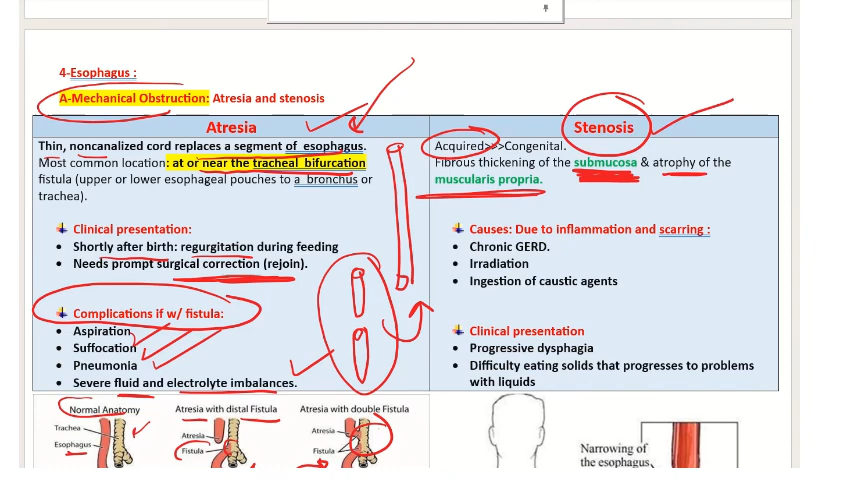 4-Esophagus :
A-Mechanical Obstruction: Atresia and stenosis
Atresia
Thin, noncanalized cord replaces a segment of esophagus.
Most common location: at or near the tracheal bifurcation
fistula (upper or lower esophageal pouches to a bronchus or
trachea).
Clinical presentation:
Shortly after birth: regurgitation during feeding
Needs prompt surgical correction (rejoin).
Complications if w/ fistula:
Aspiration
Suffocation
Pneumonia
Severe fluid and electrolyte imbalances.
Stenosis
Acquired>>>Congenital.
Fibrous thickening of the submucosa & atrophy of the
muscularis propria.
Causes: Due to inflammation and scarring :
Chronic GERD.
Irradiation
Ingestion of caustic agents
Clinical presentation
Progressive dysphagia
Difficulty eating solids that progresses to problems
with liquids
Normal Anatomy
Trachea
Esophagus
Atresia with distal Fistula
Atresia
Fistula
Atresia with double Fistula
Atresia
Fistula
Narrowing of
the esophagus